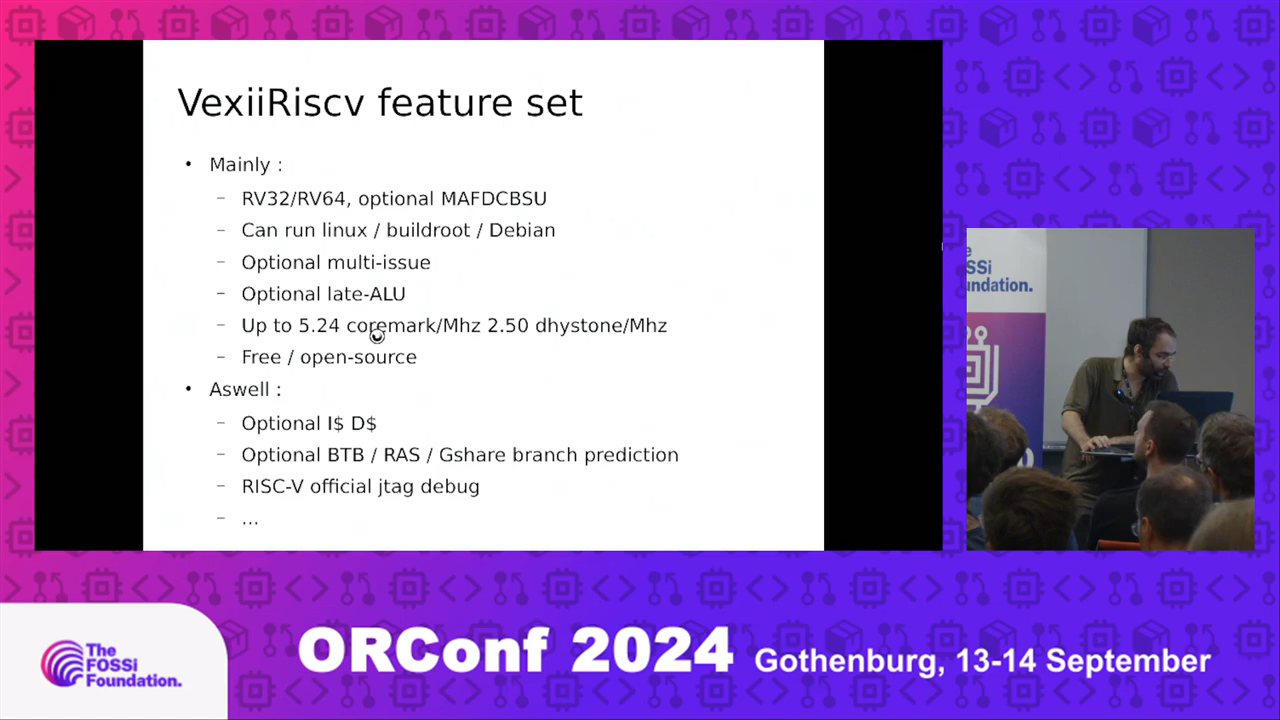 VexiiRiscv feature set
• Mainly :
– RV32/RV64, optional MAFDCBSU
– Can run linux / buildroot / Debian
– Optional multi-issue
– Optional late-ALU
– Up to 5.24 coremark/Mhz 2.50 dhystone/Mhz
– Free / open-source
• Aswell :
– Optional I$ D$
– Optional BTB / RAS / Gshare branch prediction
– RISC-V official jtag debug
– ...
e
SSi
undation.
The
FOSSi
Foundation.
ORConf 2024 Gothenburg, 13-14 September